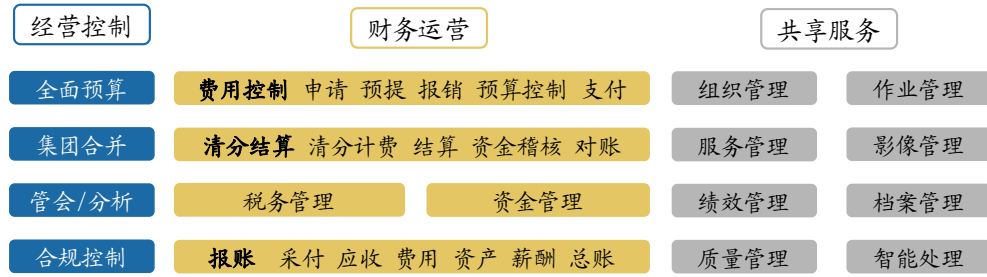 经营控制 财务运营 共享服务
全面预算 费用控制 申请 预提 报销 预算控制 支付 组织管理 作业管理
集团合并 清分结算 清分计费 结算 资金稽核 对账 服务管理 影像管理
管会/分析 税务管理 资金管理 绩效管理 档案管理
合规控制 报账 采付 应收 费用 资产 薪酬 总账 质量管理 智能处理